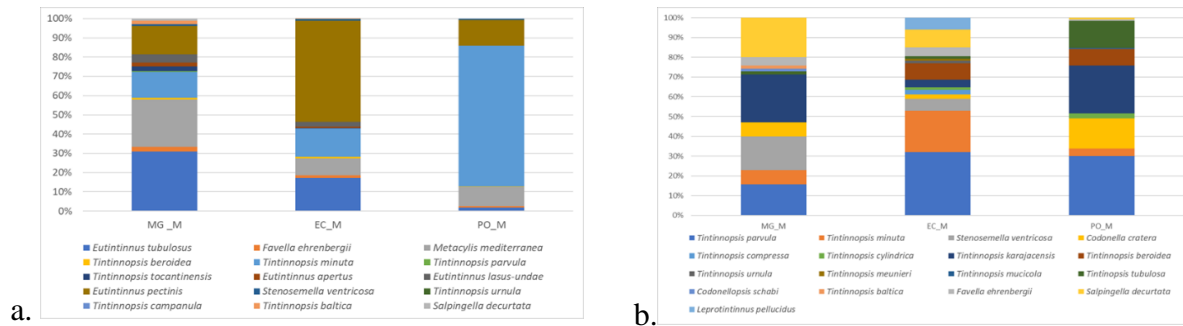 100%
90%
80%
70%
60%
50%
40%
30%
20%
10%
0%
MG _M EC_M PO_M
Eutintinnus tubulosus Favella ehrenbergii Metacylis mediterranea
Tintinnopsis beroidea Tintinnopsis minuta Tintinnopsis parvula
Tintinnopsis tocantinensis Eutintinnus apertus Eutintinnus lasus-undae
Eutintinnus pectinis Stenosemella ventricosa Tintinnopsis urnula
Tintinnopsis campanula Tintinnopsis baltica Salpingella decurtata
a.
100%
90%
80%
70%
60%
50%
40%
30%
20%
10%
0%
MG_M EC_M PO_M
Tintinnopsis parvula Tintinnopsis minuta Stenosemella ventricosa Codonella cratera
Tintinnopsis compressa Tintinnopsis cylindrica Tintinnopsis karajacensis Tintinopsis beroidea
Tintinnopsis urnula Tintinnopsis meunieri Tintinnopsis mucicola Tintinopsis tubulosa
Codonellopsis schabi Tintinnopsis baltica Favella ehrenbergii Salpingella decurtata
Leprotintinnus pellucidus
b.